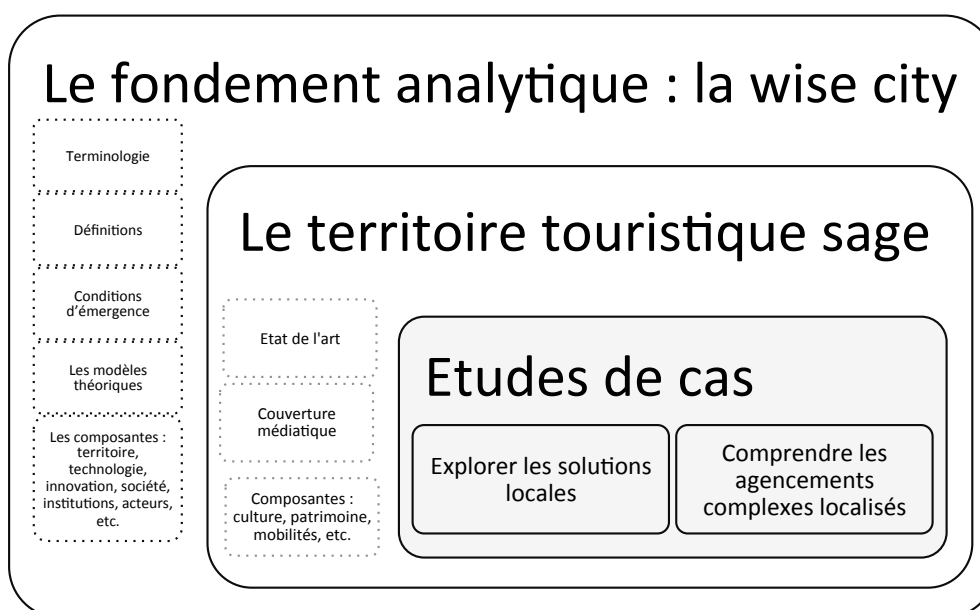 Le fondement analytique : la wise city
Terminologie
Définitions
Conditions
d'émergence
Les modèles
théoriques
Les composantes :
territoire,
technologie,
innovation, société,
institutions, acteurs,
etc.
Le territoire touristique sage
Etat de l'art
Couverture
médiatique
Composantes :
culture, patrimoine,
mobilités, etc.
Etudes de cas
Explorer les solutions
locales
Comprendre les
agencements
complexes localisés